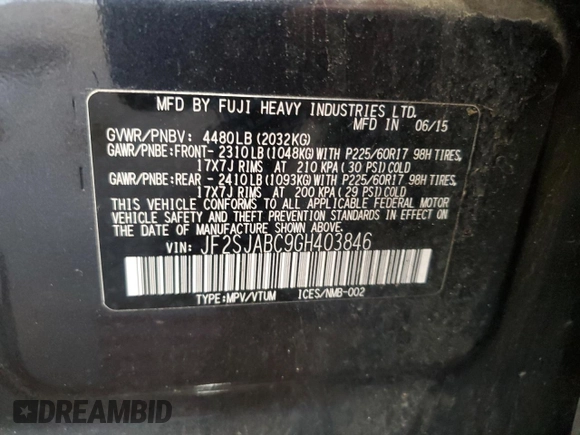 MFD BY FUJI HEAVY INDUSTRIES LTD.
MFD IN 06/15
GVWR/PNBV: 4480LB(2032KG)
GAWR/PNBE:FRONT- 2310LB(1048KG)WITH P225/60R17 98H TIRES,
17X7J RIMS AT 210 KPA(30 PSI)COLD
GAWR/PNBE:REAR - 2410LB(1093KG)WITH P225/60R17 98H TIRES,
17X7J RIMS AT 200 KPA(29 PSI)COLD
THIS VEHICLE CONFORMS TO ALL APPLICABLE FEDERAL MOTOR
VEHICLE SAFETY AND THEFT PREVENTION STANDARDS IN EFFECT ON
THE DATE OF MANUFACTURE SHOWN ABOVE.
VIN: JF2SJABC9GH403846
TYPE:MPV/VTUM ICES/NMB-002
DREAMBID